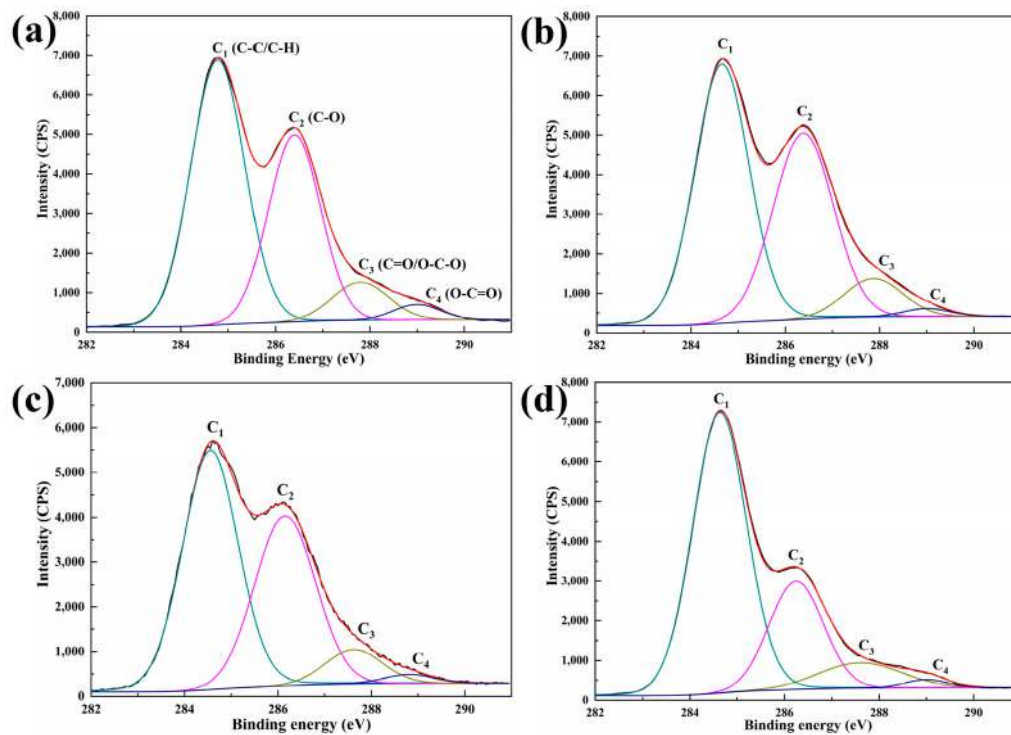 (a)
8,000
7,000
6,000
5,000
4,000
3,000
2,000
1,000
0
Intensity (CPS)
C₁ (C-C/C-H)
C₂ (C-O)
C₃ (C=O/O-C-O)
C₄ (O-C=O)
282 284 286 288 290
Binding Energy (eV)
(b)
8,000
7,000
6,000
5,000
4,000
3,000
2,000
1,000
0
Intensity (CPS)
C₁
C₂
C₃
C₄
282 284 286 288 290
Binding energy (eV)
(c)
7,000
6,000
5,000
4,000
3,000
2,000
1,000
0
Intensity (CPS)
C₁
C₂
C₃
C₄
282 284 286 288 290
Binding energy (eV)
(d)
8,000
7,000
6,000
5,000
4,000
3,000
2,000
1,000
0
Intensity (CPS)
C₁
C₂
C₃
C₄
282 284 286 288 290
Binding energy (eV)